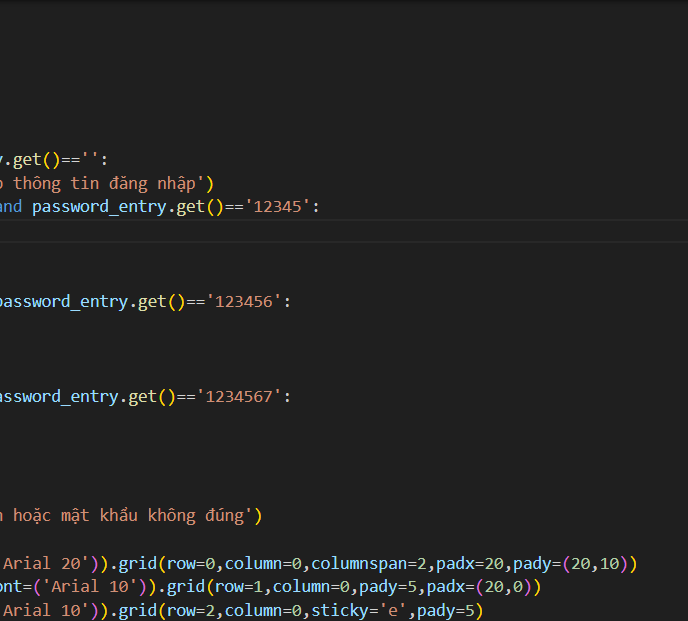 .get()=='':
thông tin đăng nhập')
and password_entry.get()=='12345':
password_entry.get()=='123456':
assword_entry.get()=='1234567':
hoặc mật khẩu không đúng')
Arial 20')).grid(row=0,column=0,columnspan=2,padx=20,pady=(20,10))
ont=('Arial 10')).grid(row=1,column=0,pady=5,padx=(20,0))
Arial 10')).grid(row=2,column=0,sticky='e',pady=5)